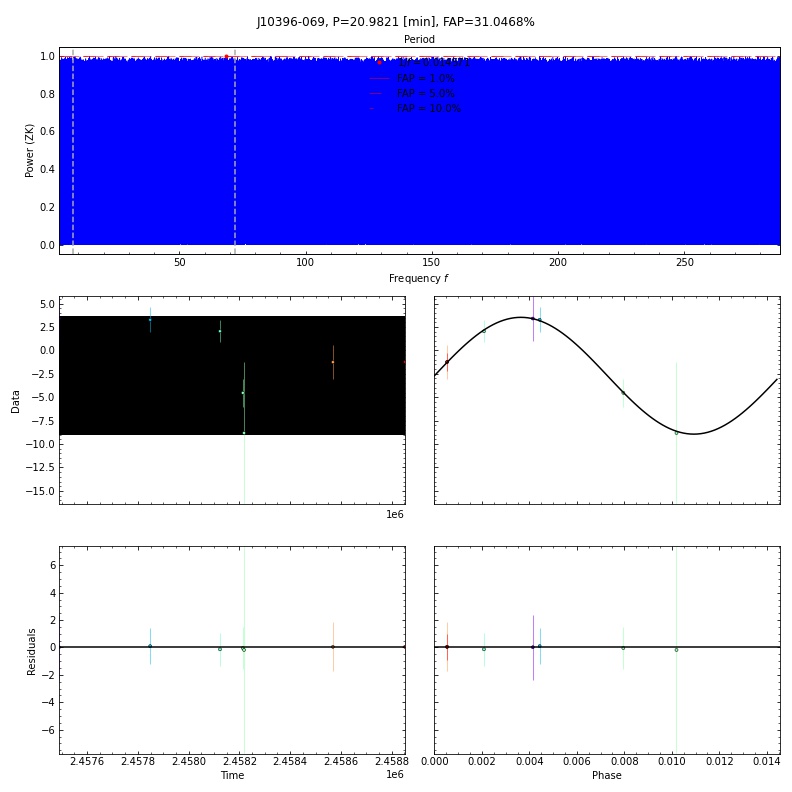 J10396-069, P=20.9821 [min], FAP=31.0468%
Period
1.0
0.8
0.6
0.4
0.2
0.0
Power (ZK)
FAP = 1.0%
FAP = 5.0%
FAP = 10.0%
50 100 150 200 250
Frequency f
5.0
2.5
0.0
−2.5
−5.0
−7.5
−10.0
−12.5
−15.0
Data
1e6
6
4
2
0
−2
−4
−6
Residuals
2.4576 2.4578 2.4580 2.4582 2.4584 2.4586 2.4588
Time
1e6
0.000 0.002 0.004 0.006 0.008 0.010 0.012 0.014
Phase